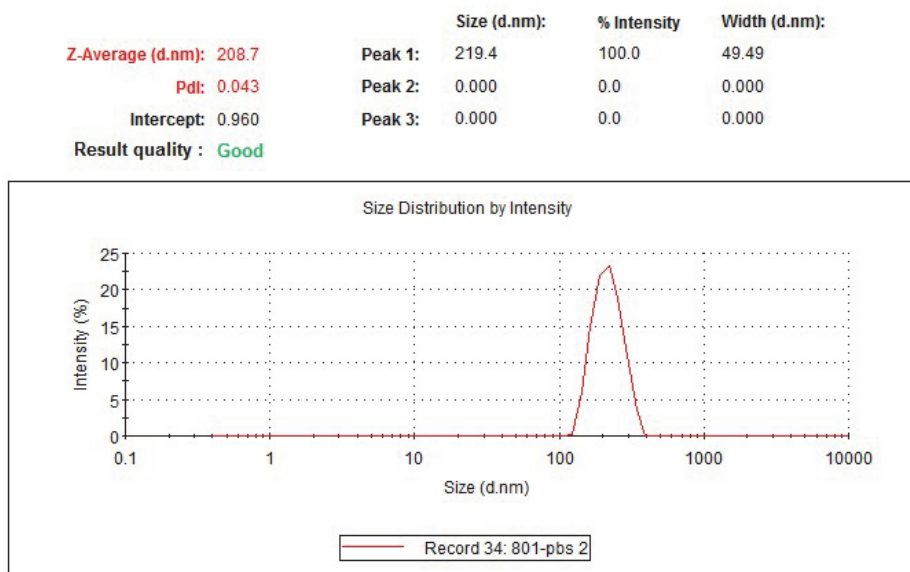 Size (d.nm): % Intensity Width (d.nm):
Z-Average (d.nm): 208.7 Peak 1: 219.4 100.0 49.49
PdI: 0.043 Peak 2: 0.000 0.0 0.000
Intercept: 0.960 Peak 3: 0.000 0.0 0.000
Result quality : Good
Size Distribution by Intensity
25
20
15
10
5
0
Intensity (%)
0.1 1 10 100 1000 10000
Size (d.nm)
Record 34: 801-pbs 2